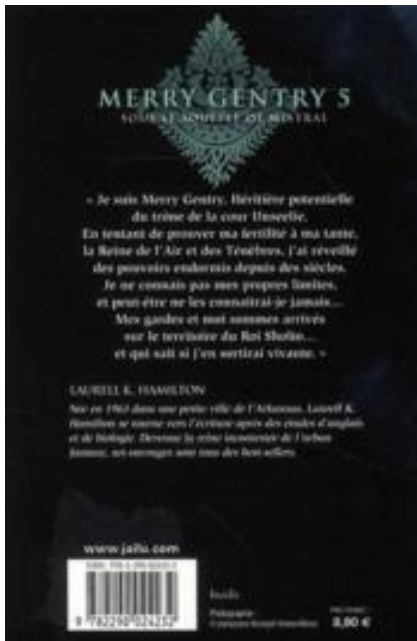 MERRY GENTRY 5
SOUS LE SOUFFLE DE MISTRAL
« Je suis Merry Gentry, Héritière potentielle
du trône de la cour Unseelie.
En tentant de prouver ma fertilité à ma tante,
la Reine de l'Air et des Ténèbres, j'ai réveillé
des pouvoirs endormis depuis des siècles.
Je ne connais pas mes propres limites,
et peut-être ne les connaîtrai-je jamais...
Mes gardes et moi sommes arrivés
sur le territoire du Roi Sholto...
et qui sait si j'en sortirai vivante. »
LAURELL K. HAMILTON
Née en 1963 dans une petite ville de l'Arkansas, Laurell K.
Hamilton se tourne vers l'écriture après des études d'anglais
et de biologie. Devenue la reine incontestée de l'urban
fantasy, ses ouvrages sont tous des best-sellers.
www.jailu.com
ISBN
9 782290 024232
Inédit
8,90 €